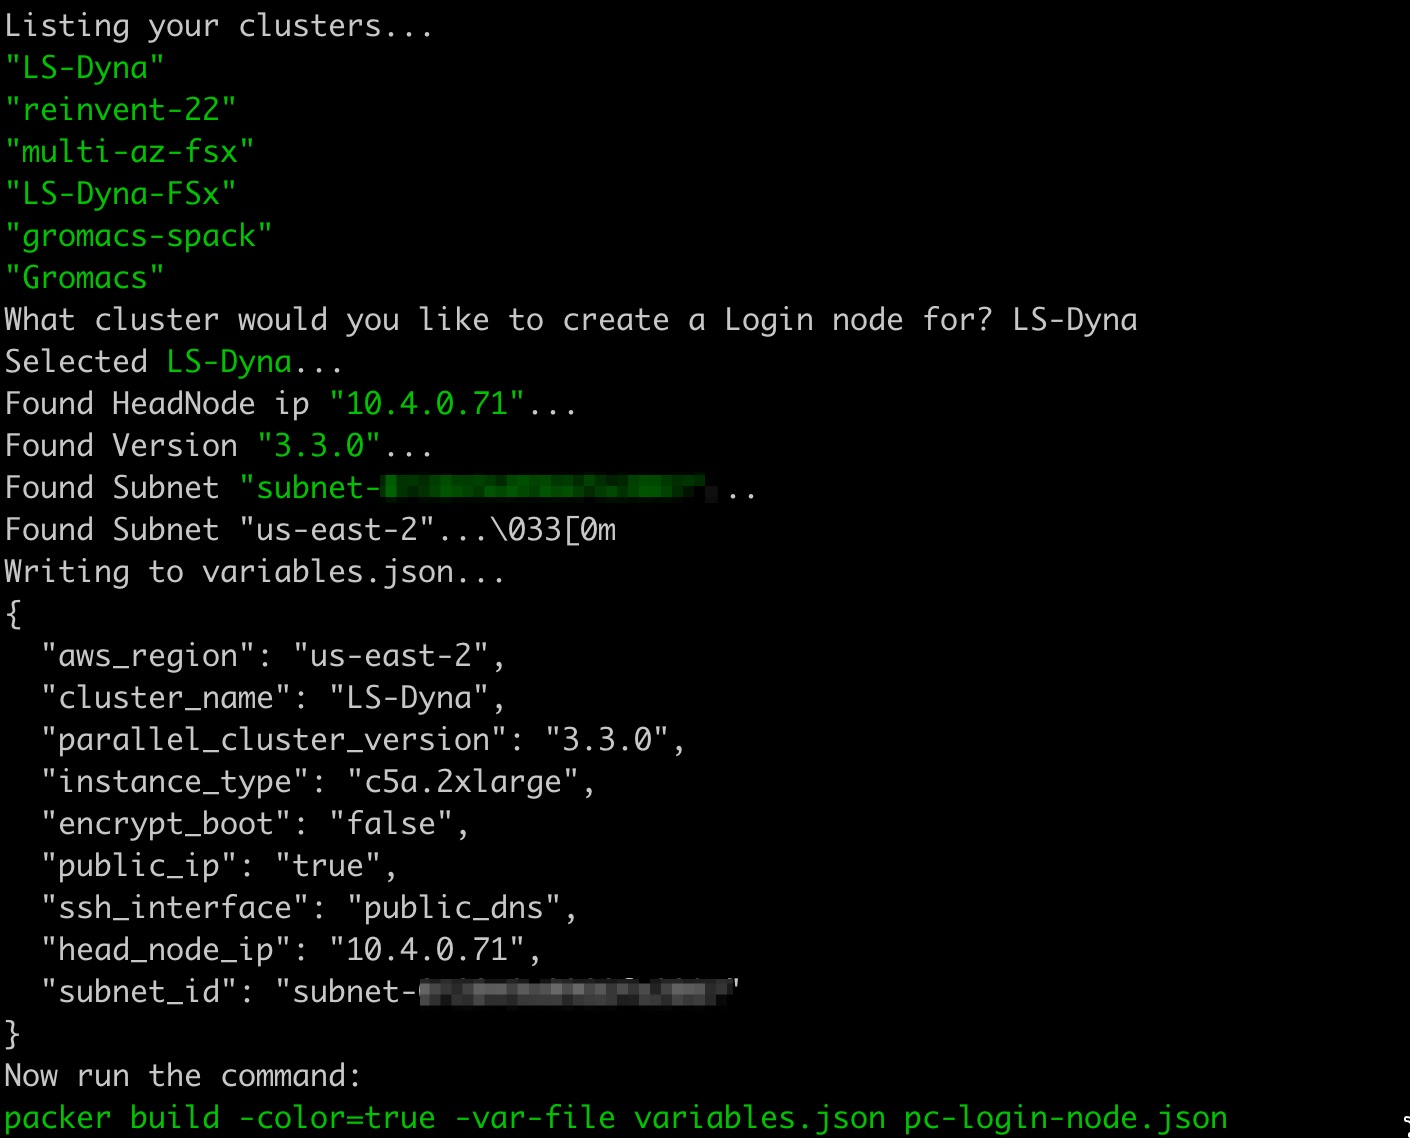 Listing your clusters...
"LS-Dyna"
"reinvent-22"
"multi-az-fsx"
"LS-Dyna-FSx"
"gromacs-spack"
"Gromacs"
What cluster would you like to create a Login node for? LS-Dyna
Selected LS-Dyna...
Found HeadNode ip "10.4.0.71"...
Found Version "3.3.0"...
Found Subnet "subnet- ..
Found Subnet "us-east-2"...\033[0m
Writing to variables.json...
{
  "aws_region": "us-east-2",
  "cluster_name": "LS-Dyna",
  "parallel_cluster_version": "3.3.0",
  "instance_type": "c5a.2xlarge",
  "encrypt_boot": "false",
  "public_ip": "true",
  "ssh_interface": "public_dns",
  "head_node_ip": "10.4.0.71",
  "subnet_id": "subnet- "
}
Now run the command:
packer build -color=true -var-file variables.json pc-login-node.json